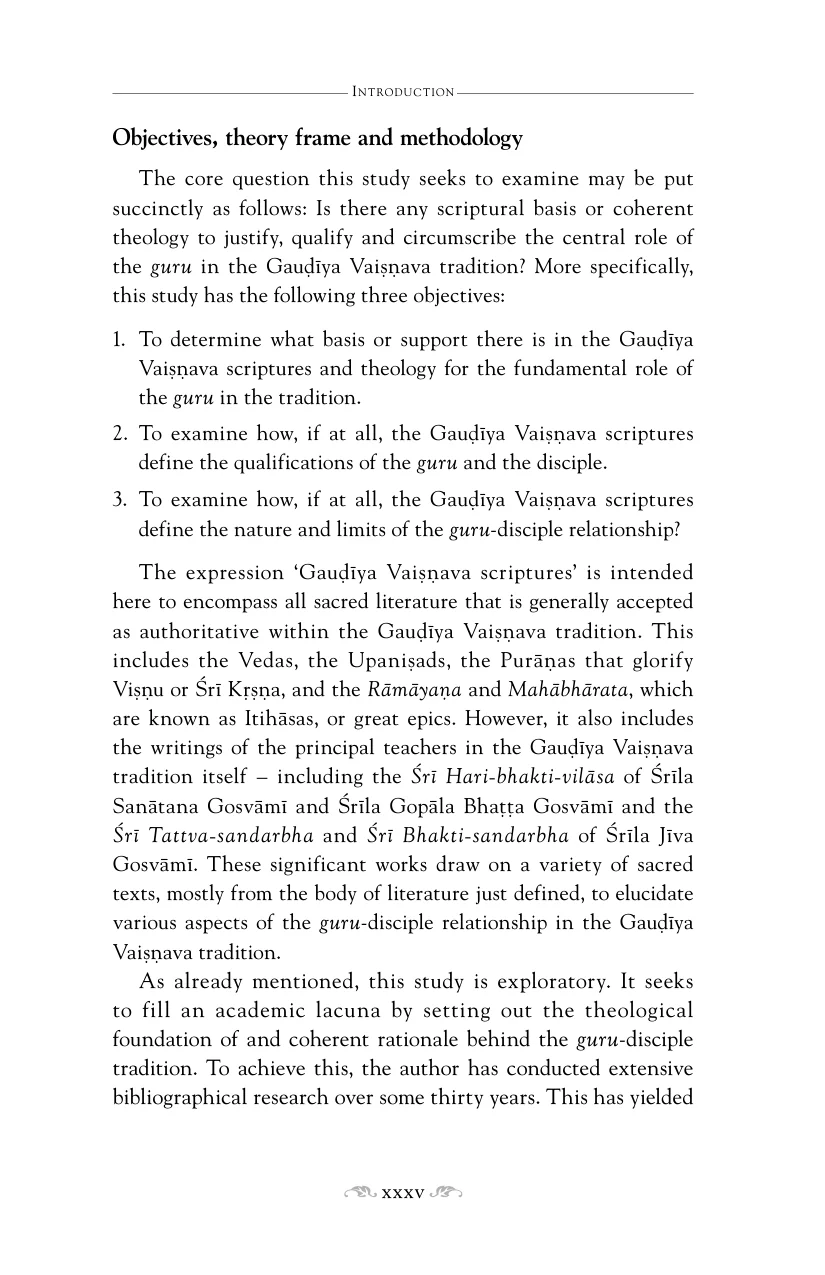 Introduction
Objectives, theory frame and methodology
The core question this study seeks to examine may be put
succinctly as follows: Is there any scriptural basis or coherent
theology to justify, qualify and circumscribe the central role of
the guru in the Gauḍīya Vaiṣṇava tradition? More specifically,
this study has the following three objectives:
1. To determine what basis or support there is in the Gauḍīya
Vaiṣṇava scriptures and theology for the fundamental role of
the guru in the tradition.
2. To examine how, if at all, the Gauḍīya Vaiṣṇava scriptures
define the qualifications of the guru and the disciple.
3. To examine how, if at all, the Gauḍīya Vaiṣṇava scriptures
define the nature and limits of the guru-disciple relationship?
The expression ‘Gauḍīya Vaiṣṇava scriptures’ is intended
here to encompass all sacred literature that is generally accepted
as authoritative within the Gauḍīya Vaiṣṇava tradition. This
includes the Vedas, the Upaniṣads, the Purāṇas that glorify
Viṣṇu or Śrī Kṛṣṇa, and the Rāmāyaṇa and Mahābhārata, which
are known as Itihāsas, or great epics. However, it also includes
the writings of the principal teachers in the Gauḍīya Vaiṣṇava
tradition itself – including the Śrī Hari-bhakti-vilāsa of Śrīla
Sanātana Gosvāmī and Śrīla Gopāla Bhaṭṭa Gosvāmī and the
Śrī Tattva-sandarbha and Śrī Bhakti-sandarbha of Śrīla Jīva
Gosvāmī. These significant works draw on a variety of sacred
texts, mostly from the body of literature just defined, to elucidate
various aspects of the guru-disciple relationship in the Gauḍīya
Vaiṣṇava tradition.
As already mentioned, this study is exploratory. It seeks
to fill an academic lacuna by setting out the theological
foundation of and coherent rationale behind the guru-disciple
tradition. To achieve this, the author has conducted extensive
bibliographical research over some thirty years. This has yielded
xxxv